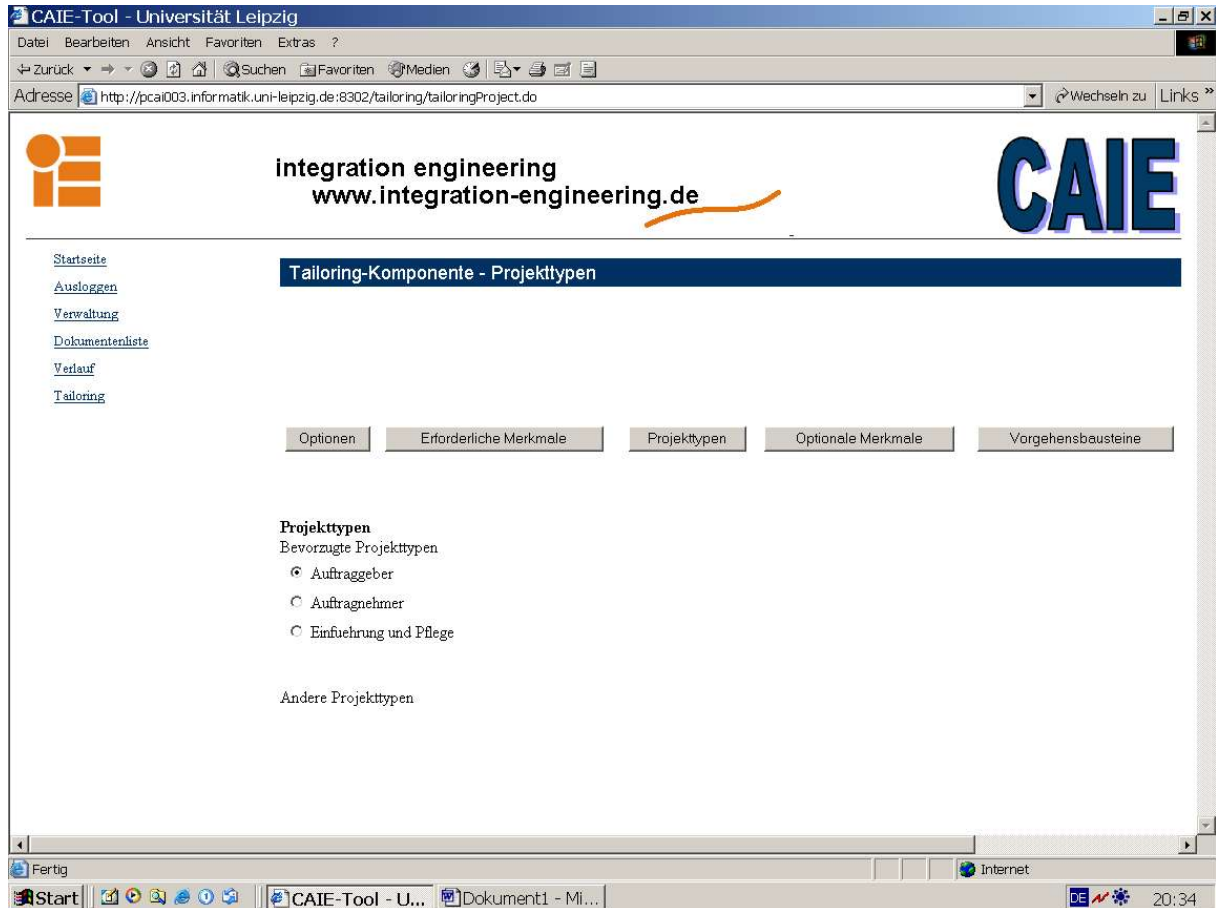 CAIE-Tool - Universität Leipzig
Datei Bearbeiten Ansicht Favoriten Extras ?
Zurück Suchen Favoriten Medien
Adresse http://pcai003.informatik.uni-leipzig.de:8302/tailoring/tailoringProject.do Wechseln zu Links »
integration engineering
www.integration-engineering.de
CAIE
Startseite
Ausloggen
Verwaltung
Dokumentenliste
Verlauf
Tailoring
Tailoring-Komponente - Projekttypen
Optionen Erforderliche Merkmale Projekttypen Optionale Merkmale Vorgehensbausteine
Projekttypen
Bevorzugte Projekttypen
Auftraggeber
Auftragnehmer
Einfuehrung und Pflege
Andere Projekttypen
Fertig Internet
Start CAIE-Tool - U... Dokument1 - Mi... DE 20:34